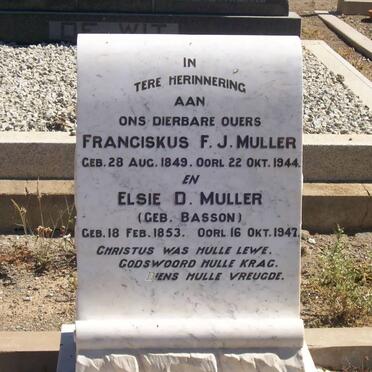 DE WIT
IN
TERE HERINNERING
AAN
ONS DIERBARE OUERS
FRANCISKUS F. J. MULLER
GEB. 28 AUG. 1849. OORL 22 OKT. 1944.
EN
ELSIE D. MULLER
(GEB. BASSON)
GEB. 18 FEB. 1853. OORL 16 OKT. 1947.
CHRISTUS WAS HULLE LEWE,
GODSWOORD HULLE KRAG.
DIENS HULLE VREUGDE.